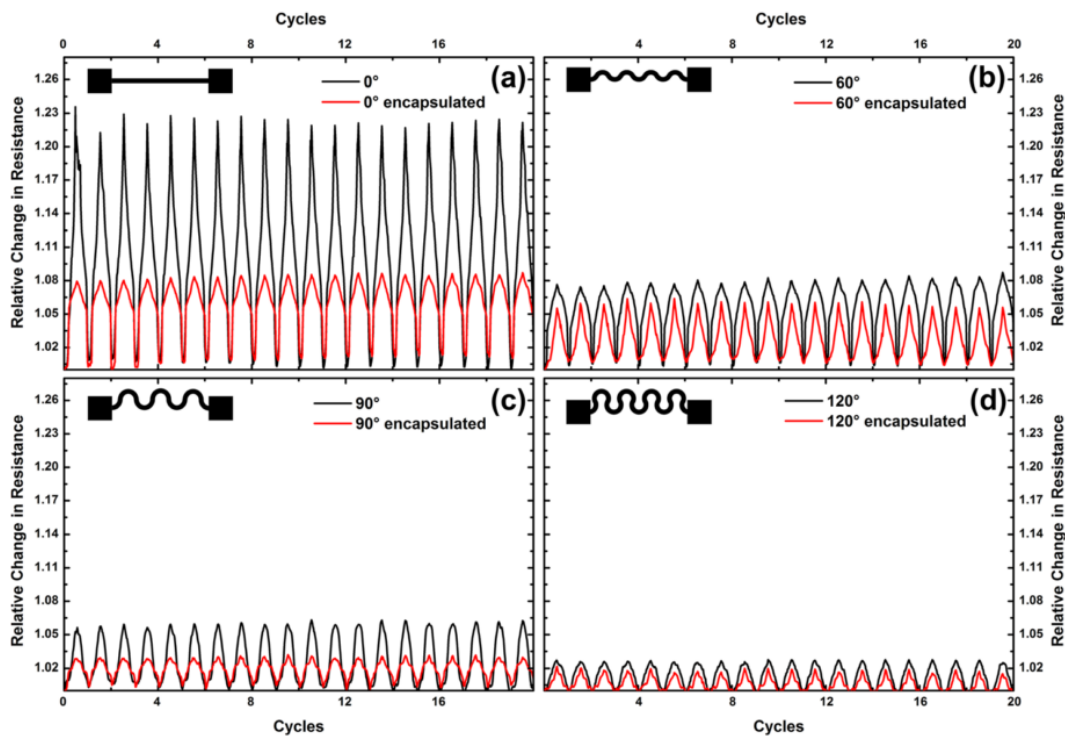 Cycles
Cycles
0 4 8 12 16
0 4 8 12 16 20
1.26
1.23
1.20
1.17
1.14
1.11
1.08
1.05
1.02
Relative Change in Resistance
0°
0° encapsulated
(a)
60°
60° encapsulated
(b)
1.26
1.23
1.20
1.17
1.14
1.11
1.08
1.05
1.02
Relative Change in Resistance
1.26
1.23
1.20
1.17
1.14
1.11
1.08
1.05
1.02
Relative Change in Resistance
90°
90° encapsulated
(c)
120°
120° encapsulated
(d)
1.26
1.23
1.20
1.17
1.14
1.11
1.08
1.05
1.02
Relative Change in Resistance
0 4 8 12 16
0 4 8 12 16 20
Cycles
Cycles